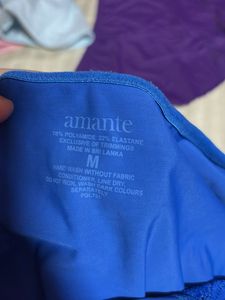 amante
78% POLYAMIDE 22% ELASTANE
EXCLUSIVE OF TRIMMINGS
MADE IN SRI LANKA
M
HAND WASH WITHOUT FABRIC
CONDITIONER, LINE DRY,
DO NOT IRON, WASH DARK COLOURS
SEPARATELY